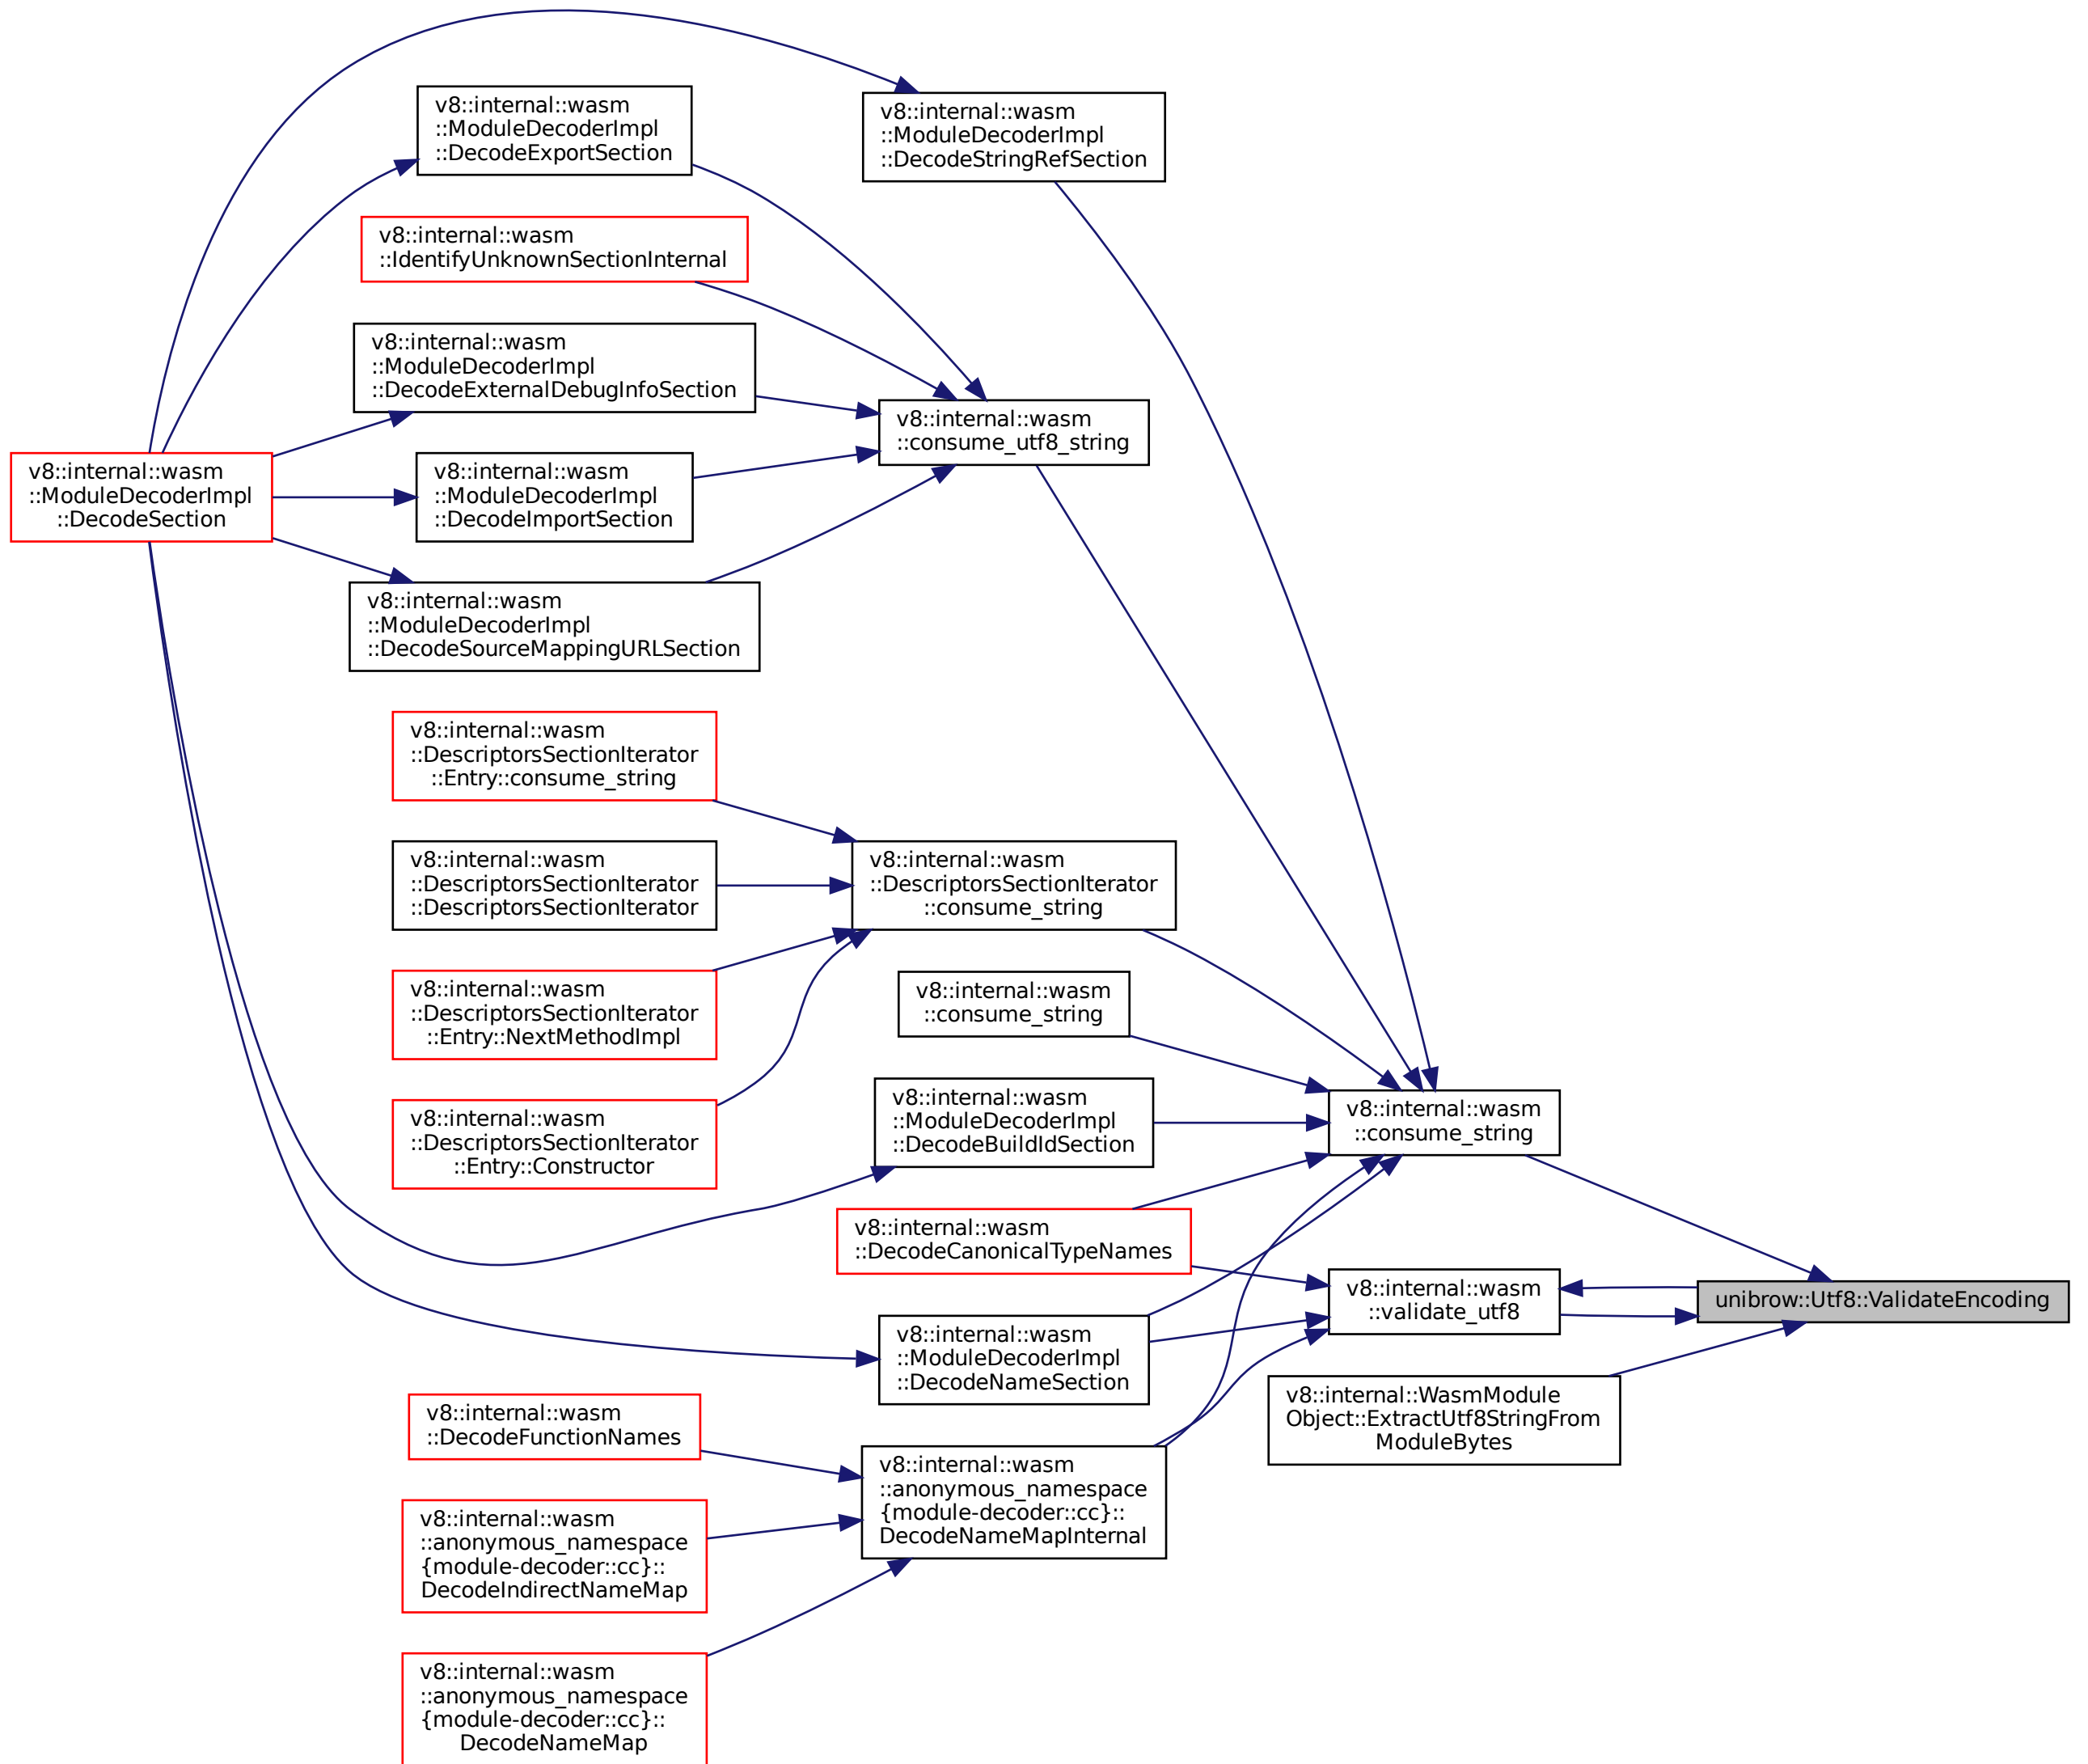 v8::internal::wasm
::ModuleDecoderImpl
::DecodeExportSection
v8::internal::wasm
::ModuleDecoderImpl
::DecodeStringRefSection
v8::internal::wasm
::IdentifyUnknownSectionInternal
v8::internal::wasm
::ModuleDecoderImpl
::DecodeExternalDebugInfoSection
v8::internal::wasm
::consume_utf8_string
v8::internal::wasm
::ModuleDecoderImpl
::DecodeSection
v8::internal::wasm
::ModuleDecoderImpl
::DecodeImportSection
v8::internal::wasm
::ModuleDecoderImpl
::DecodeSourceMappingURLSection
v8::internal::wasm
::DescriptorsSectionIterator
::Entry::consume_string
v8::internal::wasm
::DescriptorsSectionIterator
::DescriptorsSectionIterator
v8::internal::wasm
::DescriptorsSectionIterator
::consume_string
v8::internal::wasm
::DescriptorsSectionIterator
::Entry::NextMethodImpl
v8::internal::wasm
::consume_string
v8::internal::wasm
::DescriptorsSectionIterator
::Entry::Constructor
v8::internal::wasm
::ModuleDecoderImpl
::DecodeBuildIdSection
v8::internal::wasm
::consume_string
v8::internal::wasm
::DecodeCanonicalTypeNames
v8::internal::wasm
::validate_utf8
unibrow::Utf8::ValidateEncoding
v8::internal::wasm
::ModuleDecoderImpl
::DecodeNameSection
v8::internal::WasmModule
Object::ExtractUtf8StringFrom
ModuleBytes
v8::internal::wasm
::DecodeFunctionNames
v8::internal::wasm
::anonymous_namespace
{module-decoder::cc}::
DecodeNameMapInternal
v8::internal::wasm
::anonymous_namespace
{module-decoder::cc}::
DecodeIndirectNameMap
v8::internal::wasm
::anonymous_namespace
{module-decoder::cc}::
DecodeNameMap